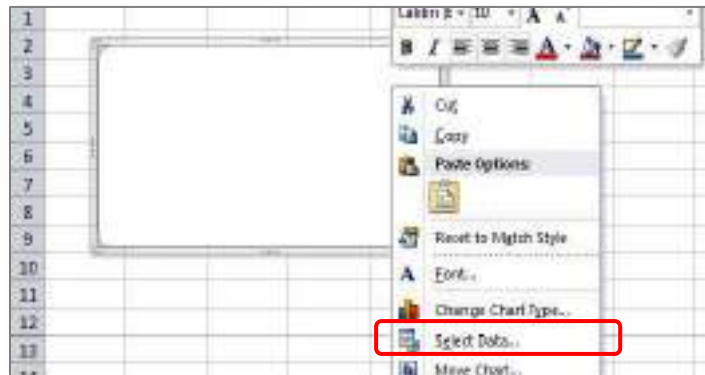 1
2
3
4
5
6
7
8
9
10
11
12
13
10
A A
B I A
Cut
Copy
Paste Options:
Reset to Match Style
A Font...
Change Chart Type...
Select Data...
Move Chart...